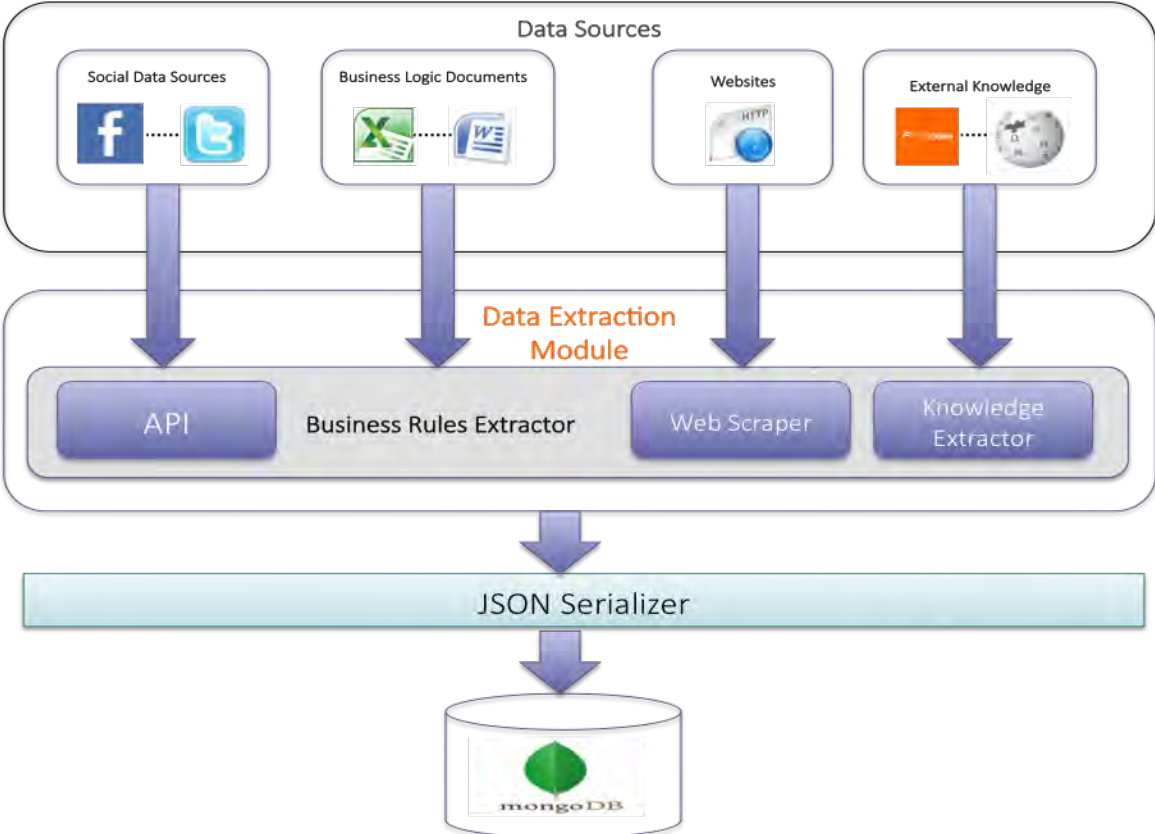 Data Sources
Social Data Sources
Business Logic Documents
Websites
External Knowledge
f
X
W
HTTP
Data Extraction
Module
API
Business Rules Extractor
Web Scraper
Knowledge
Extractor
JSON Serializer
mongoDB